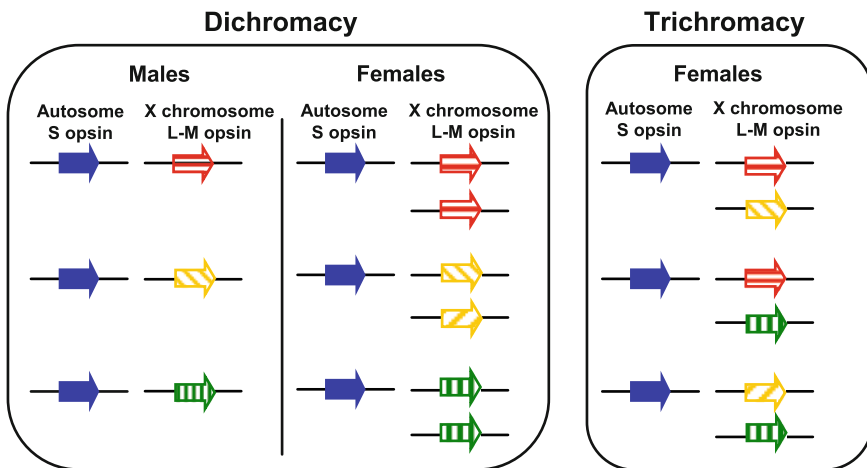 Dichromacy
Trichromacy
Males
Females
Females
Autosome X chromosome
S opsin L-M opsin
Autosome X chromosome
S opsin L-M opsin
Autosome X chromosome
S opsin L-M opsin